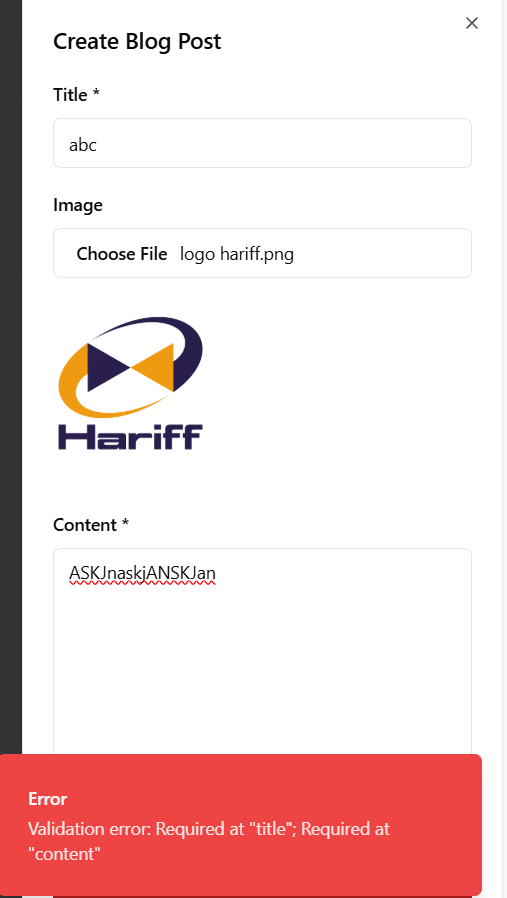 Create Blog Post
Title *
abc
Image
Choose File logo hariff.png
Hariff
Content *
ASKJnaskjANSKJan
Error
Validation error: Required at "title"; Required at
"content"